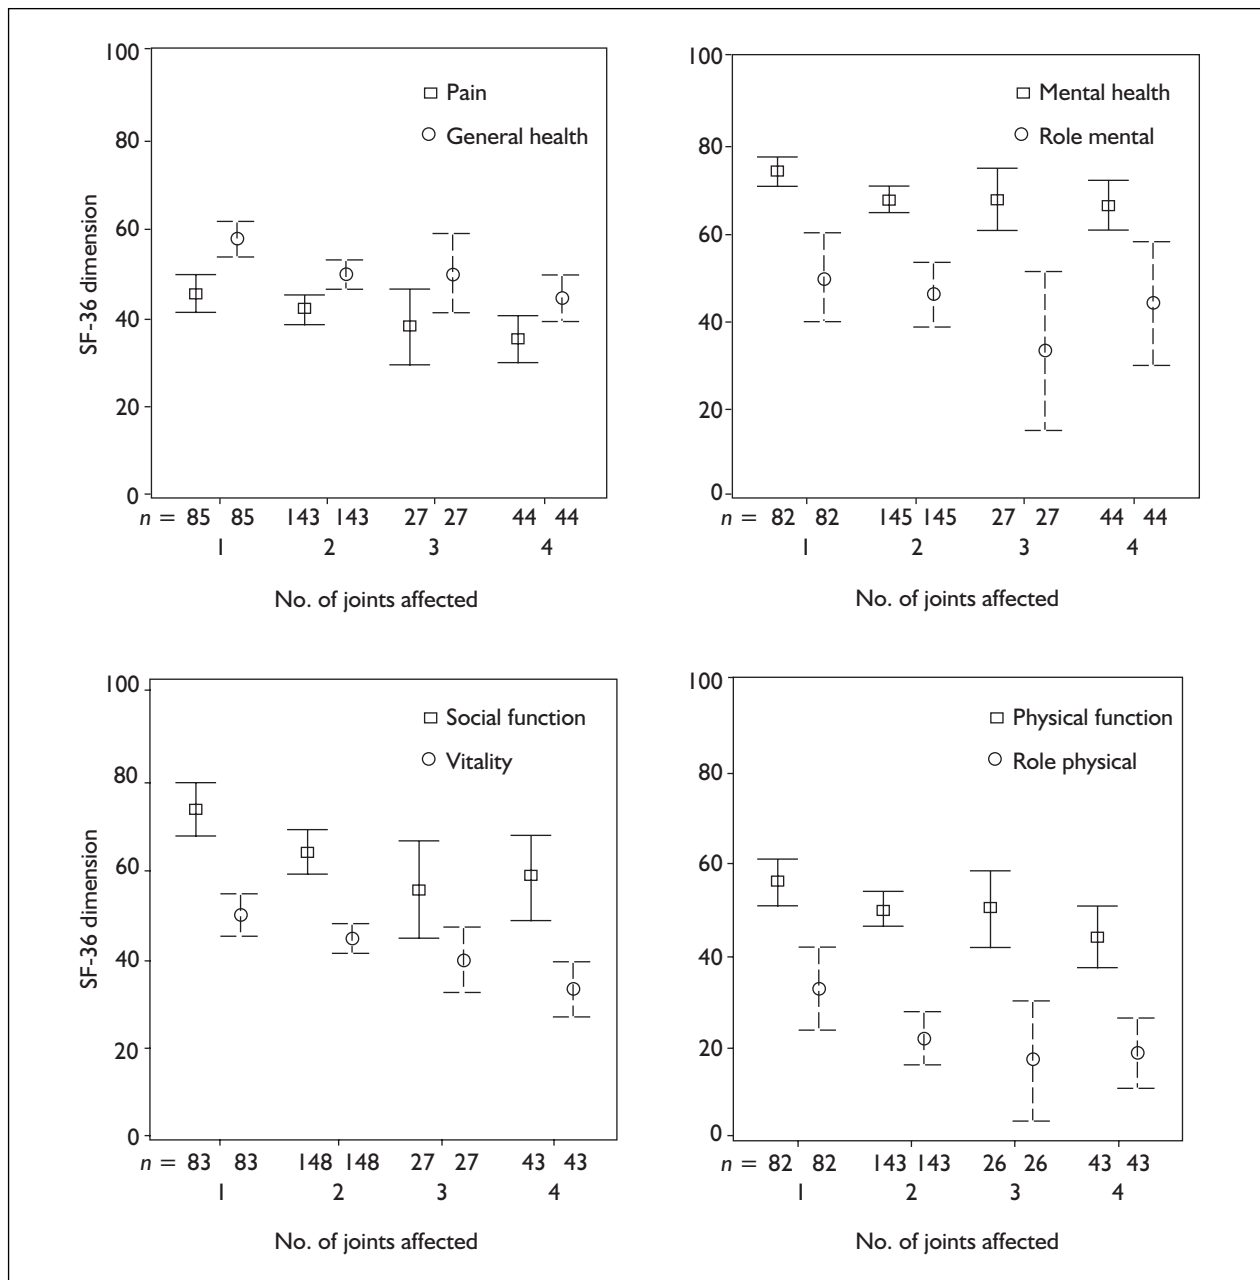 100
80
60
40
20
0
SF-36 dimension
Pain
General health
n = 85 85 143 143 27 27 44 44
1 2 3 4
No. of joints affected
100
80
60
40
20
0
Mental health
Role mental
82 82 145 145 27 27 44 44
1 2 3 4
No. of joints affected
100
80
60
40
20
0
SF-36 dimension
Social function
Vitality
n = 83 83 148 148 27 27 43 43
1 2 3 4
No. of joints affected
100
80
60
40
20
0
Physical function
Role physical
n = 82 82 143 143 26 26 43 43
1 2 3 4
No. of joints affected